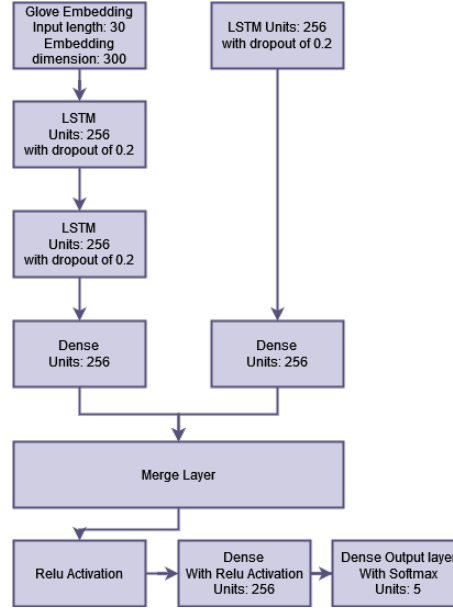 Glove Embedding
Input length: 30
Embedding
dimension: 300
LSTM Units: 256
with dropout of 0.2
LSTM
Units: 256
with dropout of 0.2
LSTM
Units: 256
with dropout of 0.2
Dense
Units: 256
Dense
Units: 256
Merge Layer
Relu Activation
Dense
With Relu Activation
Units: 256
Dense Output layer
With Softmax
Units: 5